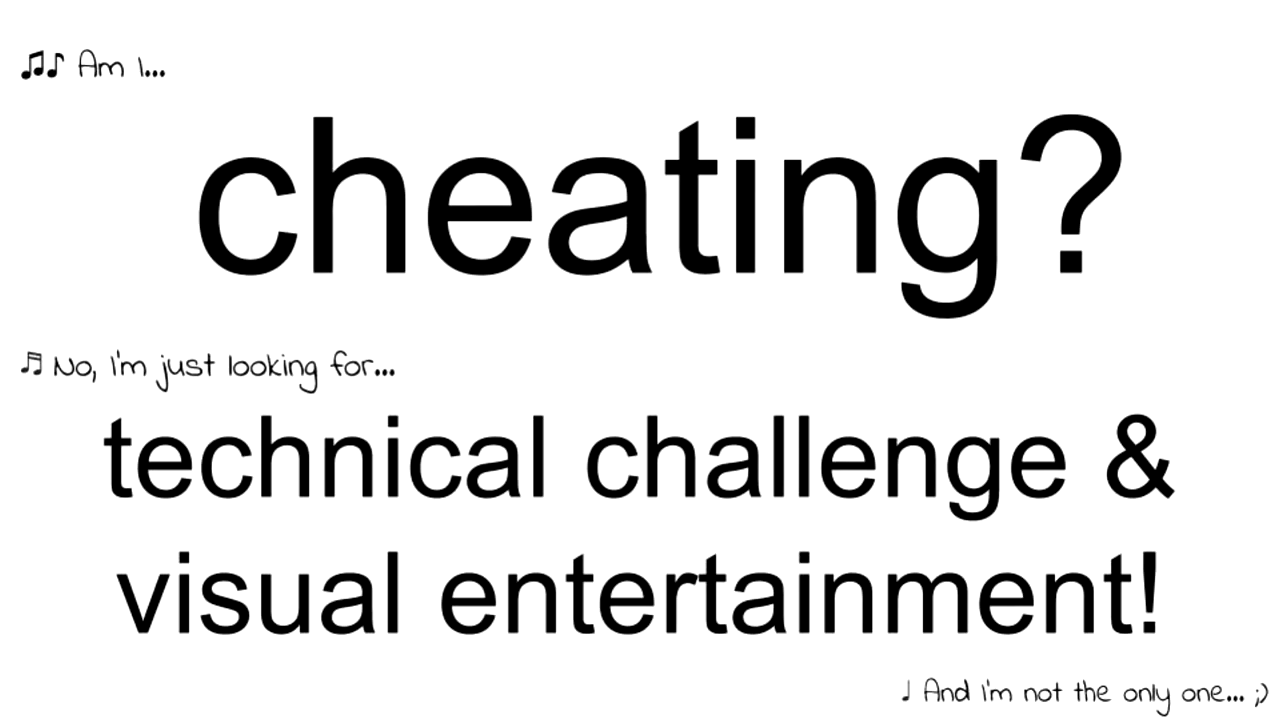 ♫♪ Am I...
cheating?
♬ No, I'm just looking for...
technical challenge &
visual entertainment!
♩ And I'm not the only one... ;)